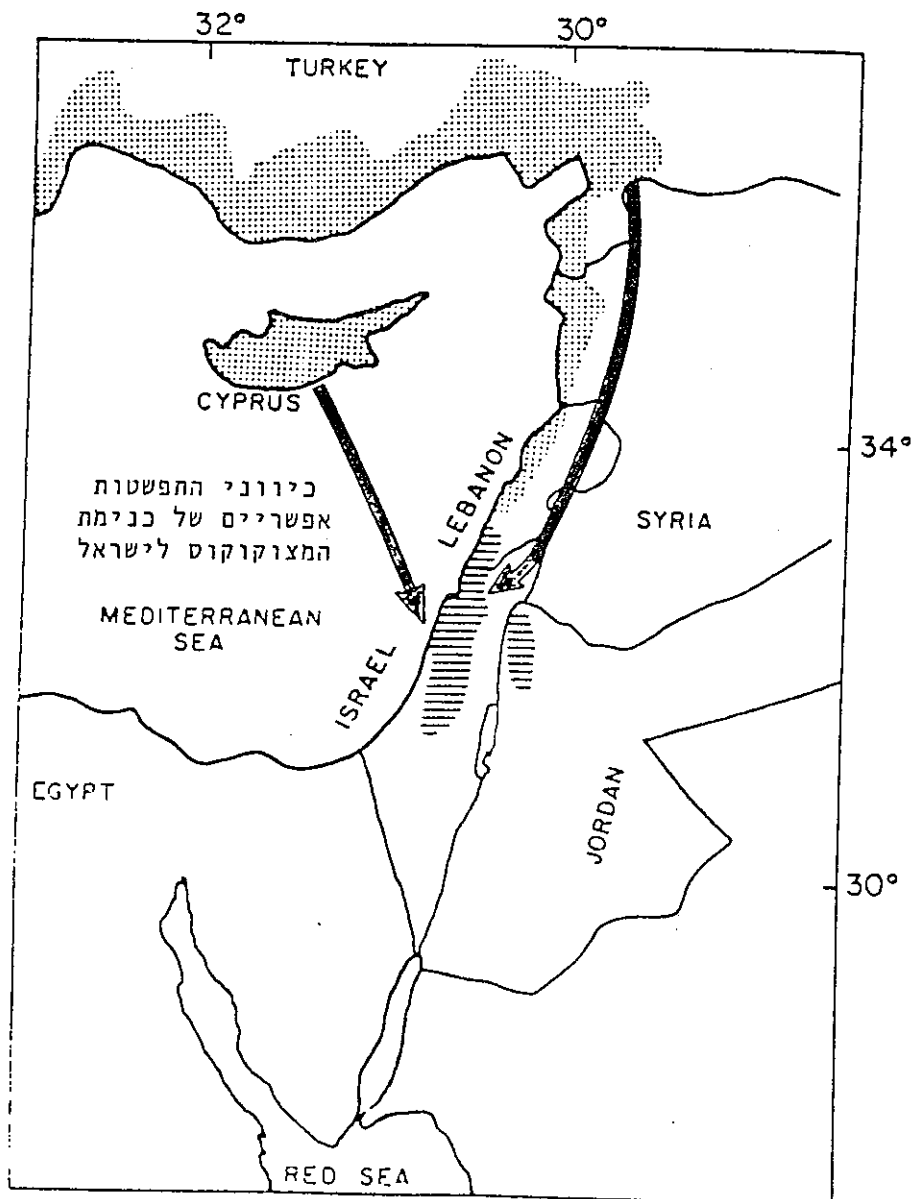 32° 30°
TURKEY
CYPRUS
LEBANON
34°
כיווני התפשטות
אפשריים של כנימת
המצוקוקוס לישראל
SYRIA
MEDITERRANEAN
SEA
ISRAEL
EGYPT
JORDAN
30°
RED SEA